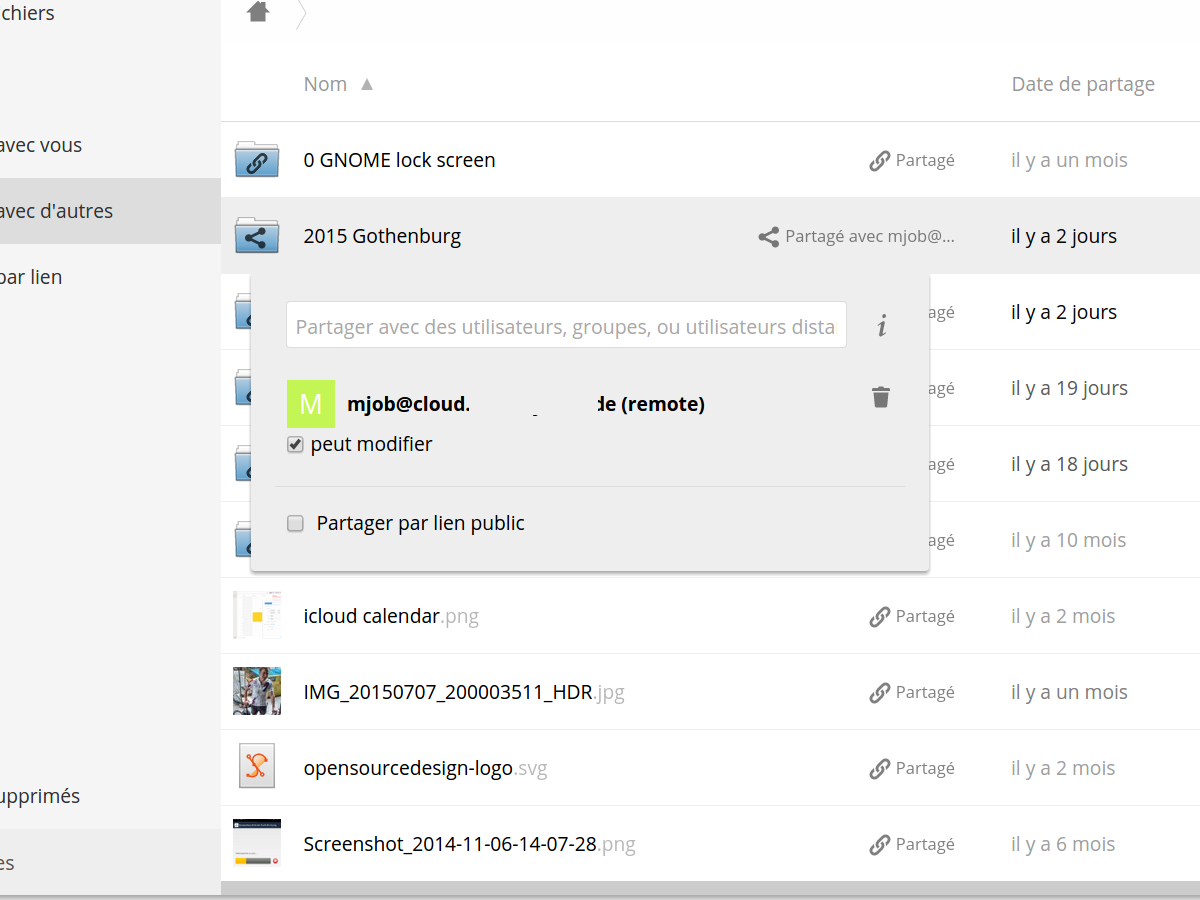 chiers
avec vous
avec d'autres
par lien
upprimés
es
Nom ▲ Date de partage
0 GNOME lock screen Partagé il y a un mois
2015 Gothenburg Partagé avec mjob@... il y a 2 jours
agé il y a 2 jours
Partager avec des utilisateurs, groupes, ou utilisateurs dista
i
agé il y a 19 jours
M mjob@cloud. de (remote)
peut modifier
agé il y a 18 jours
Partager par lien public
agé il y a 10 mois
icloud calendar.png Partagé il y a 2 mois
IMG_20150707_200003511_HDR.jpg Partagé il y a un mois
opensourcedesign-logo.svg Partagé il y a 2 mois
Screenshot_2014-11-06-14-07-28.png Partagé il y a 6 mois